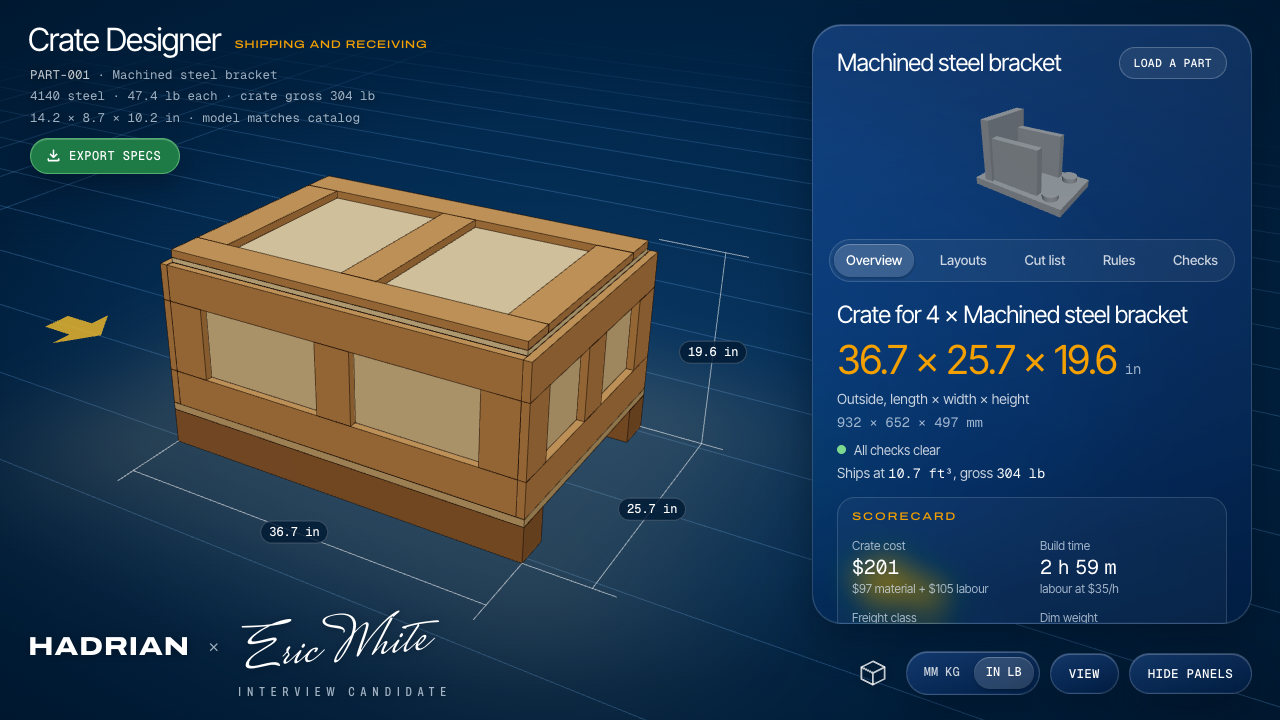 Crate Designer SHIPPING AND RECEIVING
PART-001 · Machined steel bracket
4140 steel · 47.4 lb each · crate gross 304 lb
14.2 × 8.7 × 10.2 in · model matches catalog
EXPORT SPECS
19.6 in
25.7 in
36.7 in
HADRIAN × Eric White
INTERVIEW CANDIDATE
Machined steel bracket
LOAD A PART
Overview Layouts Cut list Rules Checks
Crate for 4 × Machined steel bracket
36.7 × 25.7 × 19.6 in
Outside, length × width × height
932 × 652 × 497 mm
All checks clear
Ships at 10.7 ft³, gross 304 lb
SCORECARD
Crate cost
$201
$97 material + $105 labour
Build time
2 h 59 m
labour at $35/h
Freight class
Dim weight
MM KG IN LB
VIEW
HIDE PANELS